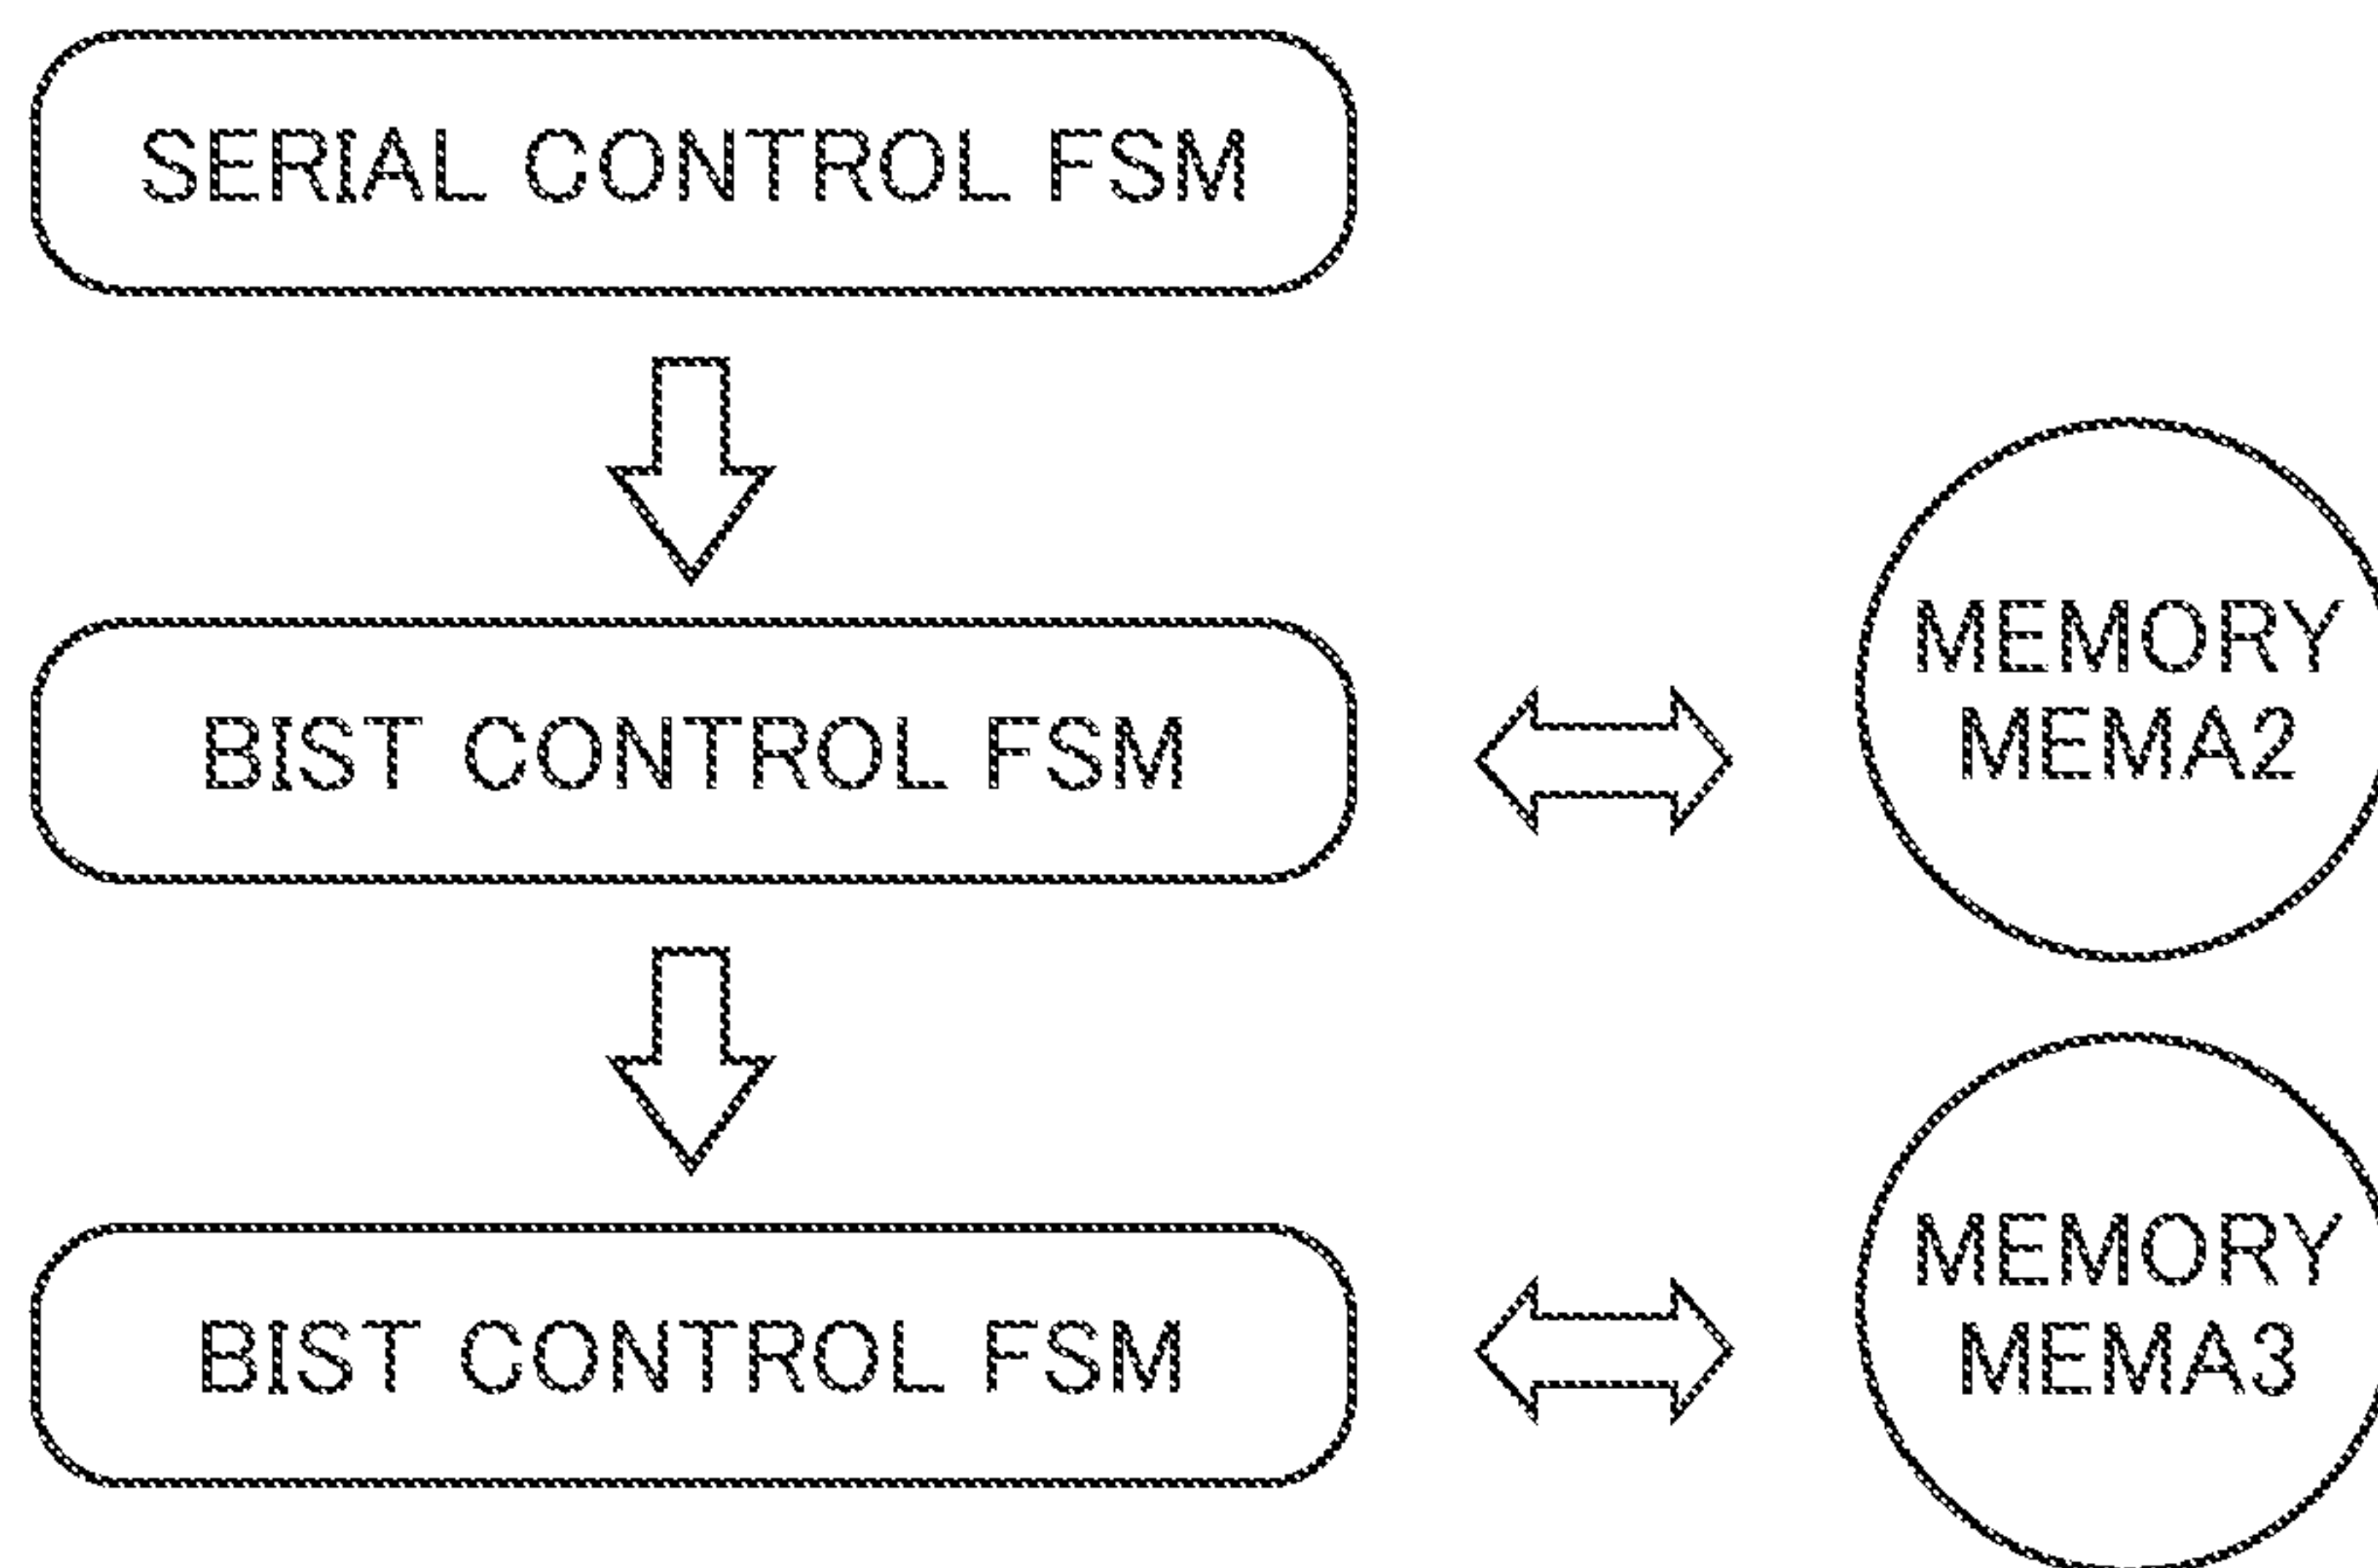 SERIAL CONTROL FSM
BIST CONTROL FSM
MEMORY
MEMA2
BIST CONTROL FSM
MEMORY
MEMA3